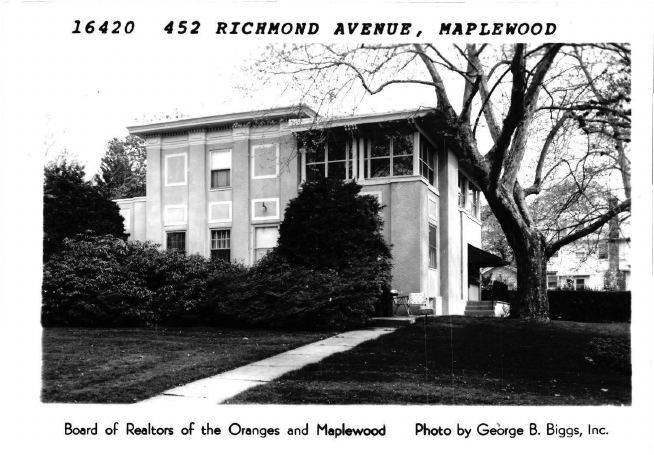 16420 452 RICHMOND AVENUE, MAPLEWOOD
Board of Realtors of the Oranges and Maplewood Photo by George B. Biggs, Inc.